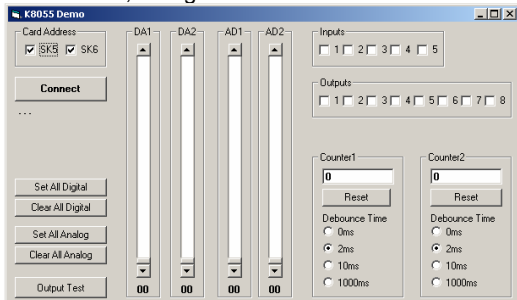 K8055 Demo
Card Address
SK5 SK6
Connect
...
Set All Digital
Clear All Digital
Set All Analog
Clear All Analog
Output Test
DA1 DA2 AD1 AD2
00 00 00 00
Inputs
1 2 3 4 5
Outputs
1 2 3 4 5 6 7 8
Counter1
0
Reset
Debounce Time
0ms
2ms
10ms
1000ms
Counter2
0
Reset
Debounce Time
0ms
2ms
10ms
1000ms